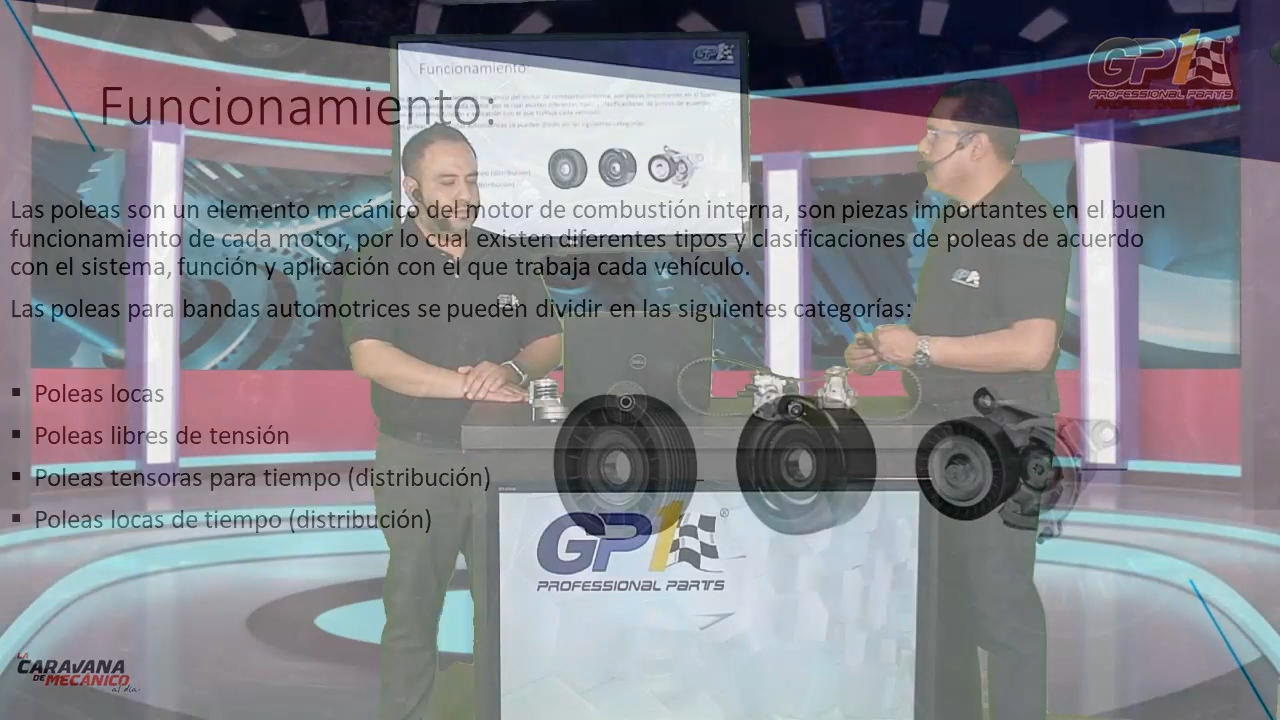 GP1
PROFESSIONAL PARTS
Funcionamiento:
Funcionamiento:
Las poleas son un elemento mecánico del motor de combustión interna, son piezas importantes en el buen
funcionamiento de cada motor, por lo cual existen diferentes tipos y clasificaciones de poleas de acuerdo
con el sistema, función y aplicación con el que trabaja cada vehículo.
Las poleas para bandas automotrices se pueden dividir en las siguientes categorías:
▪ Poleas locas
▪ Poleas libres de tensión
▪ Poleas tensoras para tiempo (distribución)
▪ Poleas locas de tiempo (distribución)
GP1
PROFESSIONAL PARTS
LA
CARAVANA
DE MECÁNICO
al día